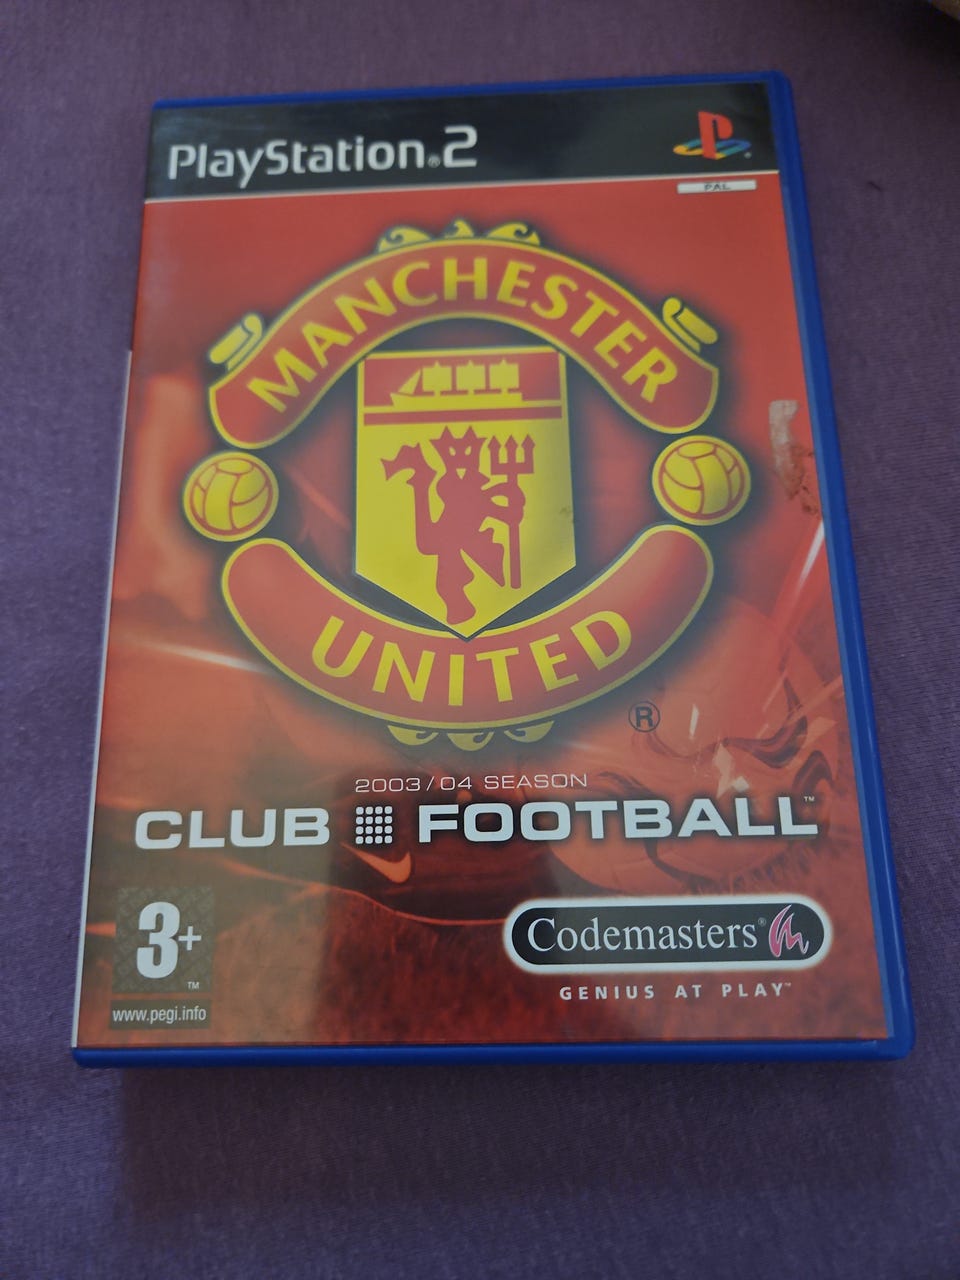 PlayStation®2
PAL
MANCHESTER
UNITED
®
2003/04 SEASON
CLUB FOOTBALL™
3+
™
www.pegi.info
Codemasters®
GENIUS AT PLAY™